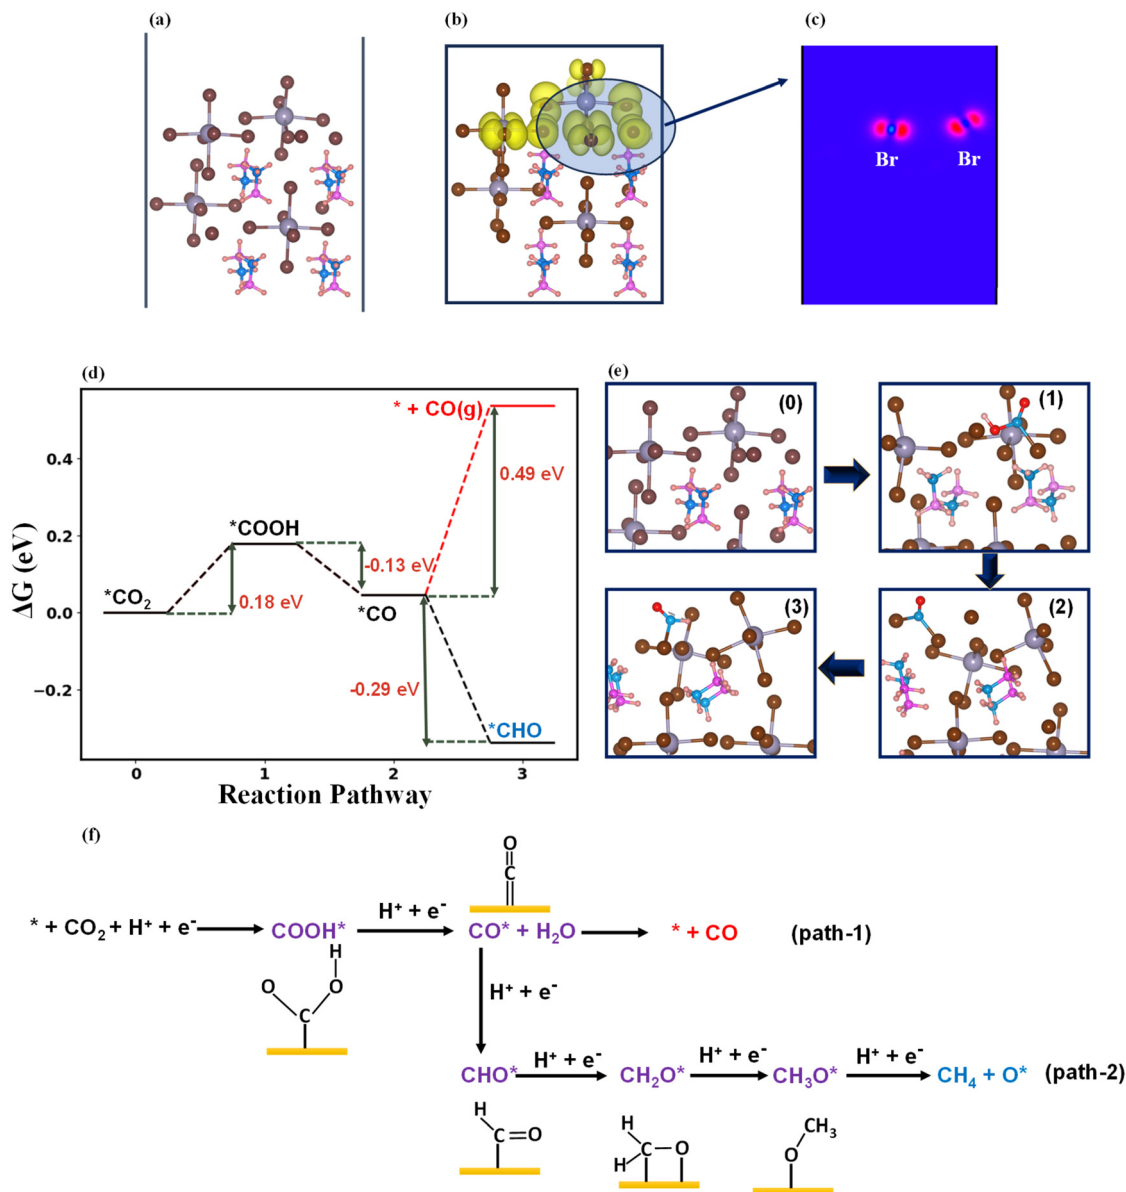 (a)
(b)
(c)
Br
Br
(d)
* + CO(g)
0.49 eV
*COOH
-0.13 eV
*CO₂
0.18 eV
*CO
-0.29 eV
*CHO
ΔG (eV)
0.4
0.2
0.0
−0.2
0
1
2
3
Reaction Pathway
(e)
(0)
(1)
(3)
(2)
(f)
O
C
* + CO₂ + H⁺ + e⁻
COOH*
H⁺ + e⁻
CO* + H₂O
* + CO
(path-1)
H
O
O
C
H⁺ + e⁻
CHO*
H⁺ + e⁻
CH₂O*
H⁺ + e⁻
CH₃O*
H⁺ + e⁻
CH₄ + O*
(path-2)
H
C=O
H
H
C
O
CH₃
O